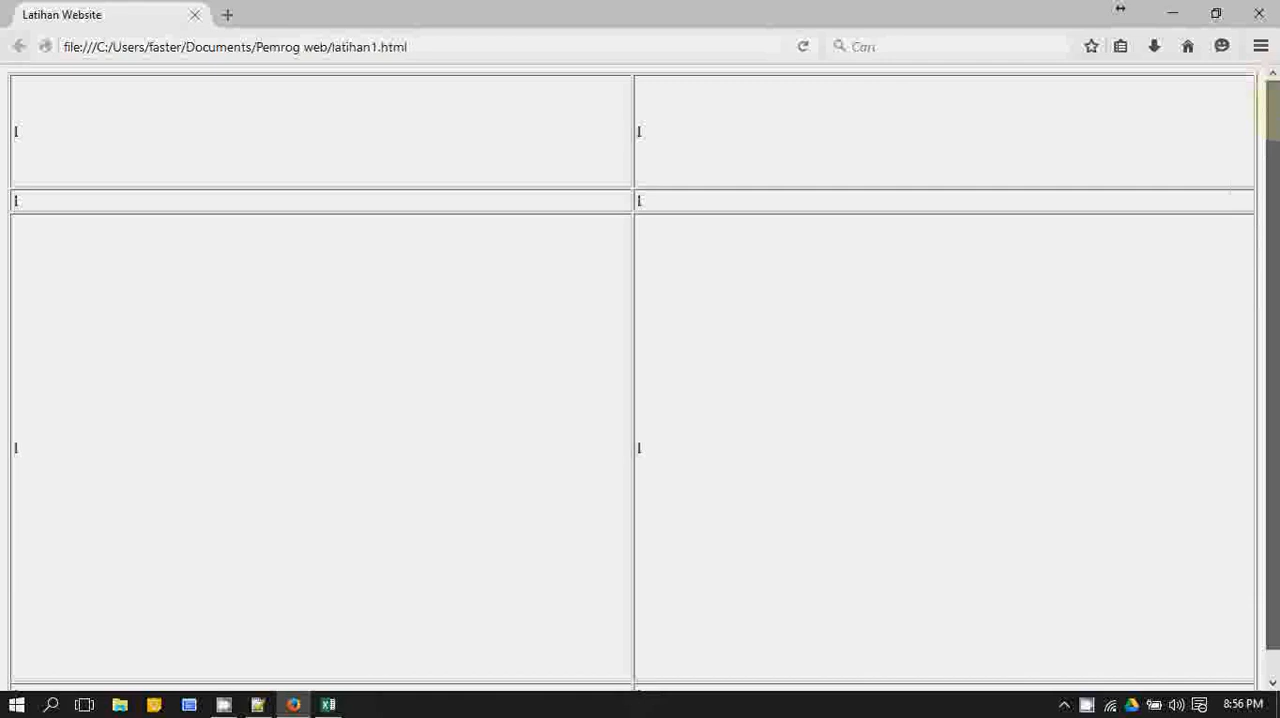 Latihan Website
file:///C:/Users/faster/Documents/Pemrog web/latihan1.html
Cari
1 1
1 1
1 1
8:56 PM